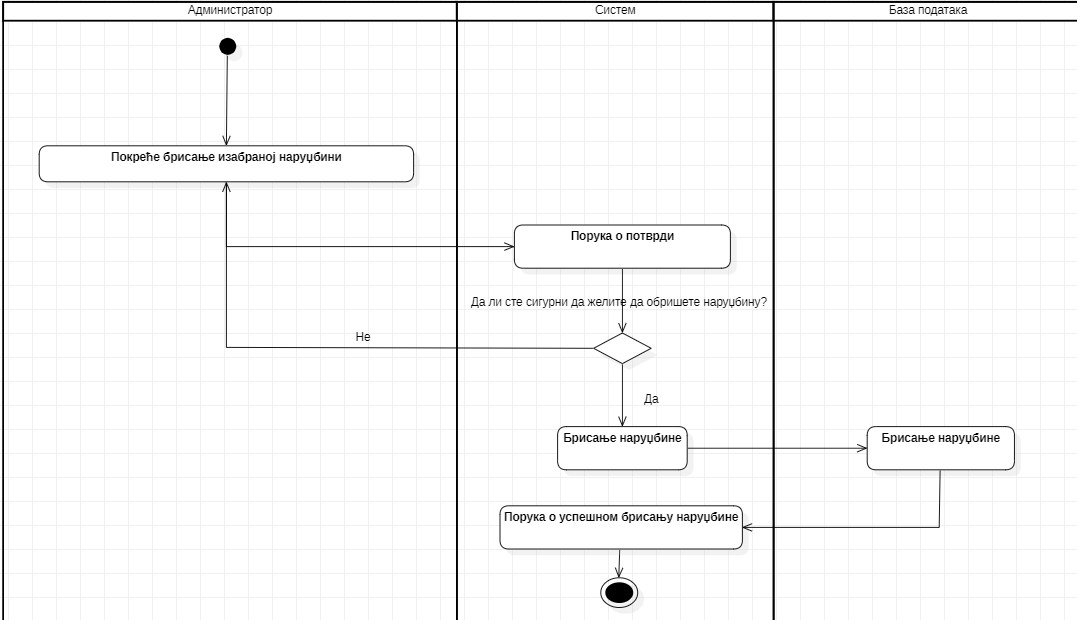 Администратор
Систем
База података
Покреће брисање изабраној наруџбини
Порука о потврди
Да ли сте сигурни да желите да обришете наруџбину?
Не
Да
Брисање наруџбине
Брисање наруџбине
Порука о успешном брисању наруџбине